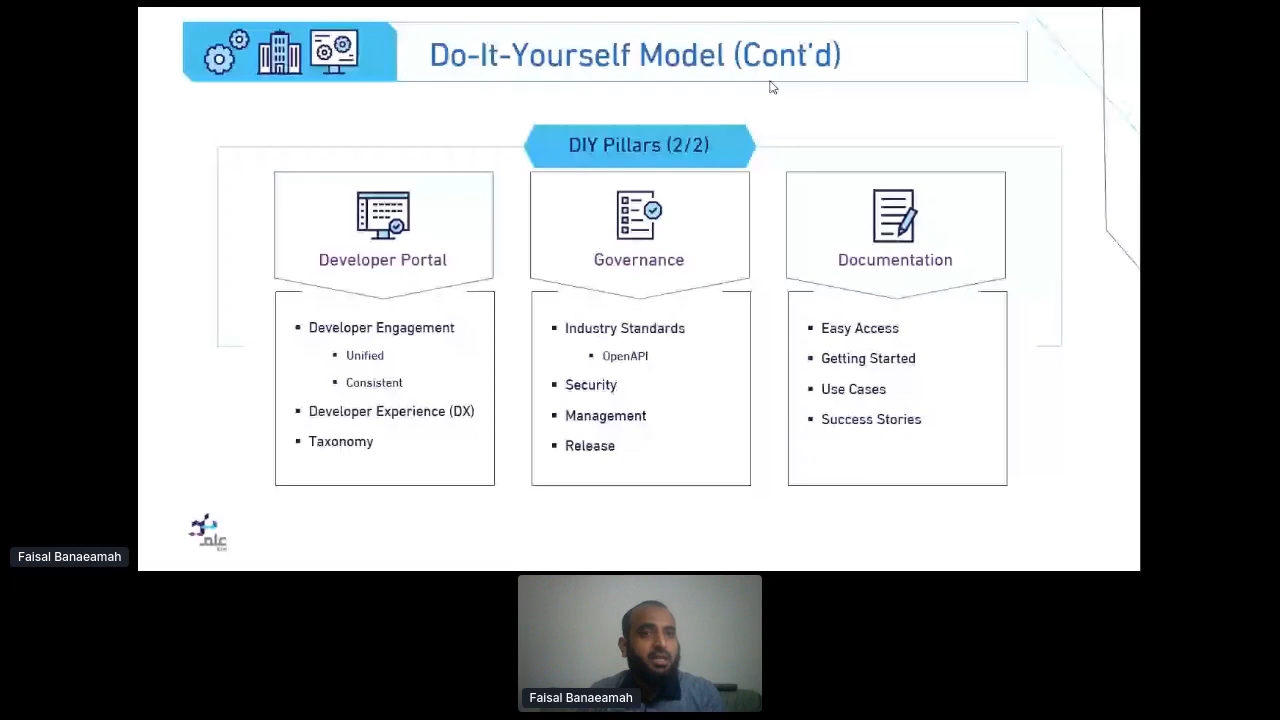 Do-It-Yourself Model (Cont'd)
DIY Pillars (2/2)
Developer Portal
▪ Developer Engagement
▪ Unified
▪ Consistent
▪ Developer Experience (DX)
▪ Taxonomy
Governance
▪ Industry Standards
▪ OpenAPI
▪ Security
▪ Management
▪ Release
Documentation
▪ Easy Access
▪ Getting Started
▪ Use Cases
▪ Success Stories
علم
Faisal Banaeamah
Faisal Banaeamah